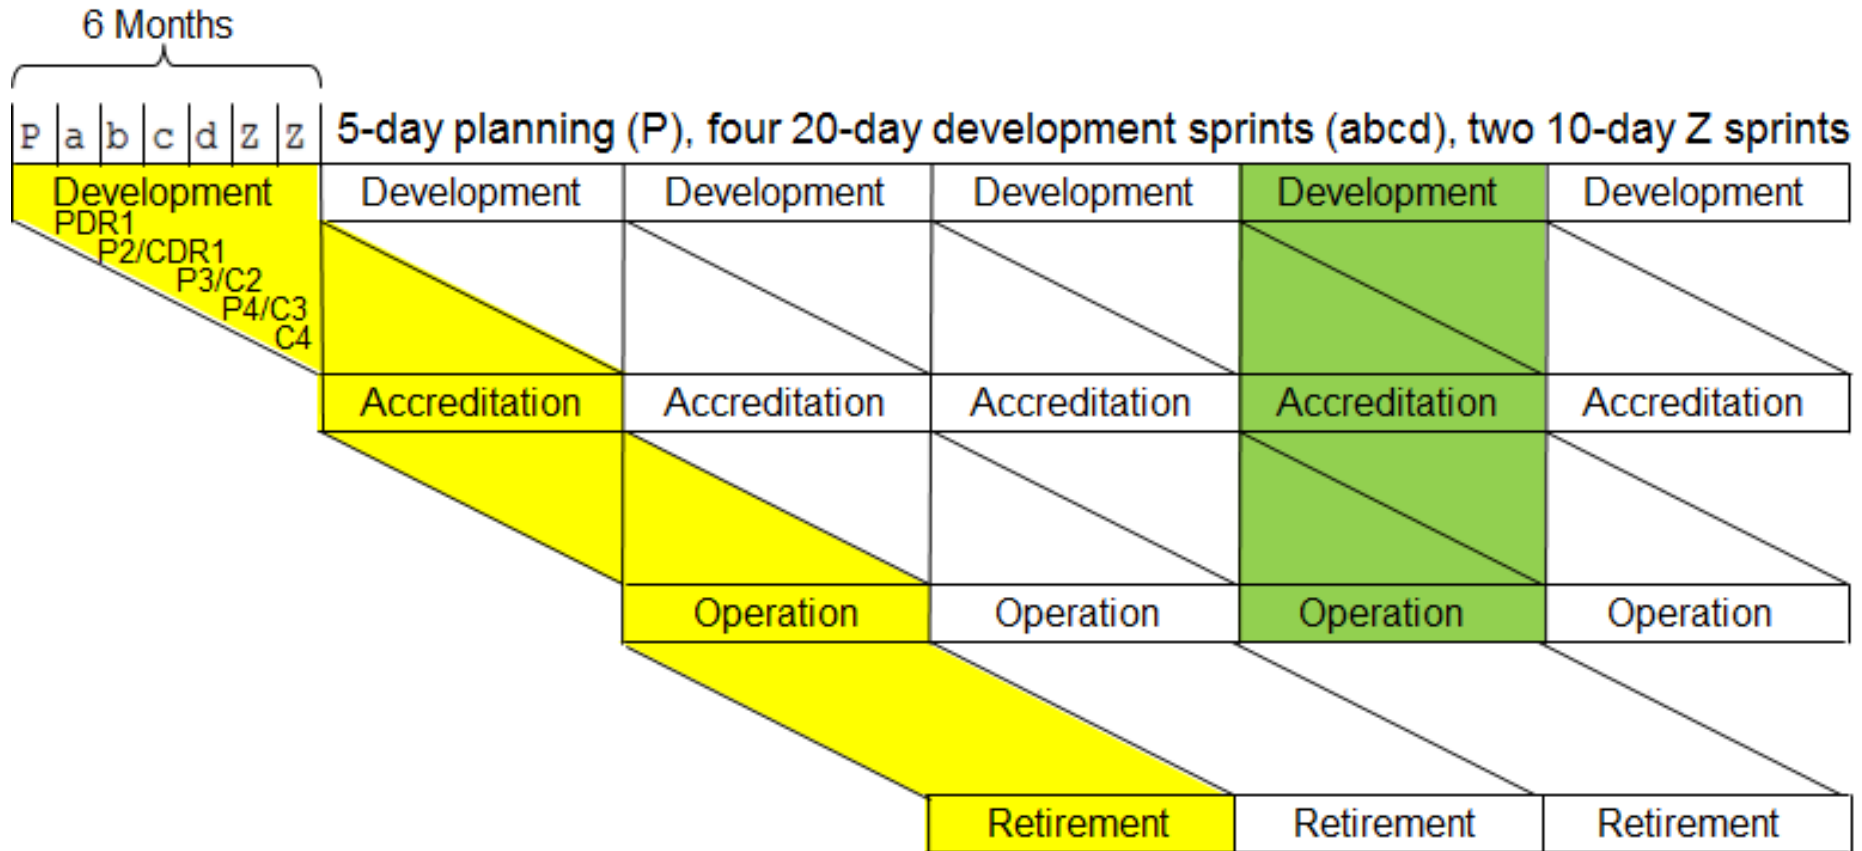 6 Months
P a b c d Z Z 5-day planning (P), four 20-day development sprints (abcd), two 10-day Z sprints
Development Development Development Development Development Development
PDR1
P2/CDR1
P3/C2
P4/C3
C4
Accreditation Accreditation Accreditation Accreditation Accreditation
Operation Operation Operation Operation
Retirement Retirement Retirement